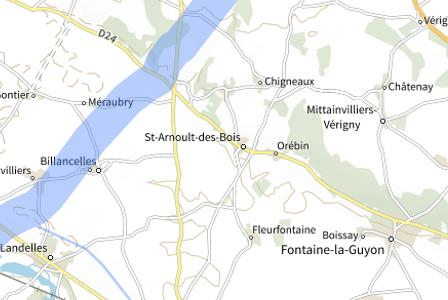 Vérig
D24
Chigneaux
Châtenay
Gontier
Méraubry
Mittainvilliers-
Vérigny
St-Arnoult-des-Bois
Orébin
Billancelles
villiers
Fleurfontaine
Boissay
Landelles
Fontaine-la-Guyon